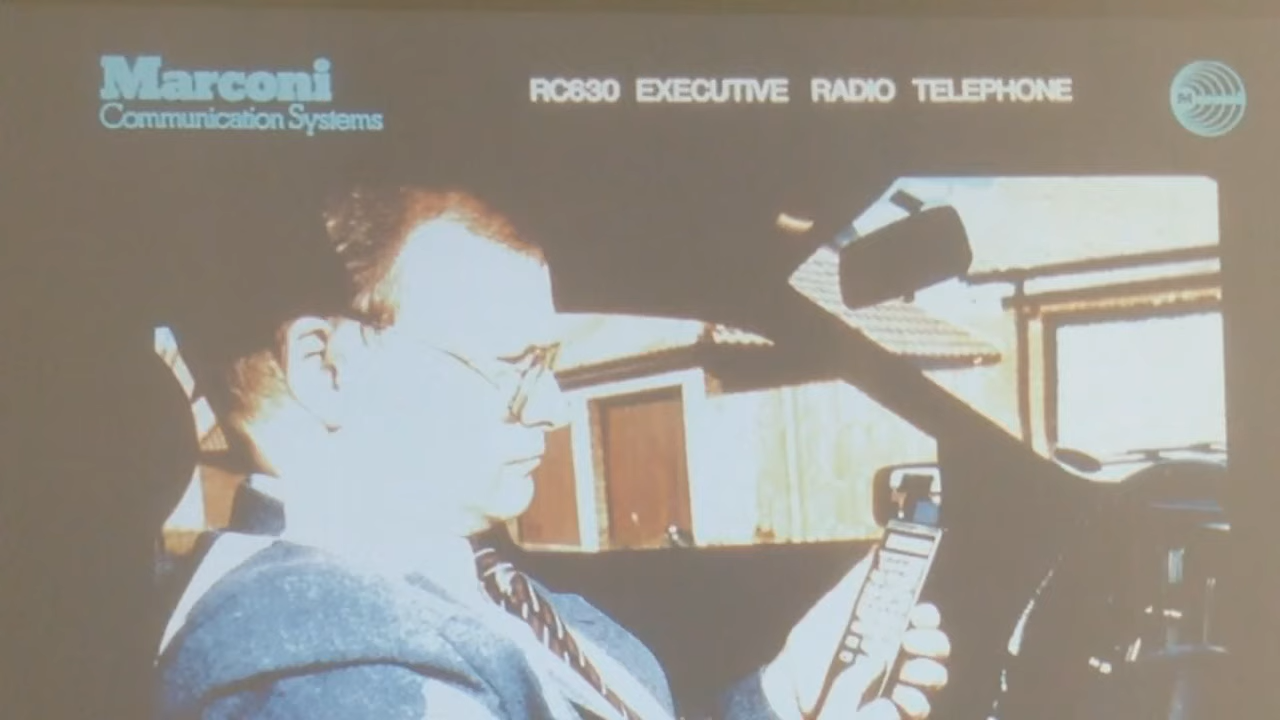 Marconi
Communication Systems
RC630 EXECUTIVE RADIO TELEPHONE
M